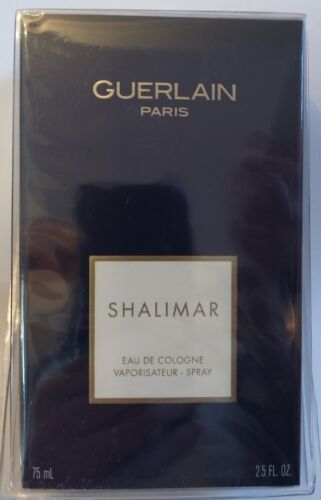 GUERLAIN
PARIS
SHALIMAR
EAU DE COLOGNE
VAPORISATEUR - SPRAY
75 mL 2.5 FL. OZ.